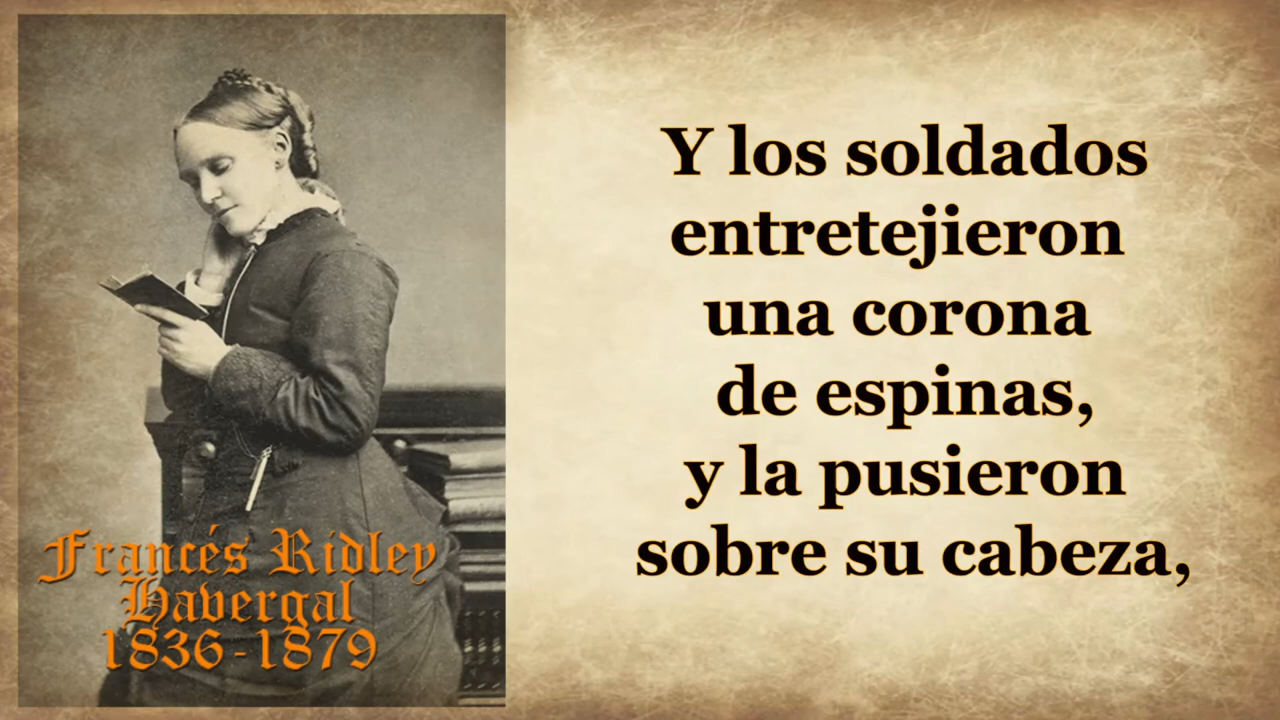 Francés Ridley
Havergal
1836-1879
Y los soldados
entretejieron
una corona
de espinas,
y la pusieron
sobre su cabeza,